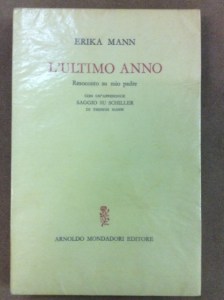 ERIKA MANN
L'ULTIMO ANNO
Resoconto su mio padre
CON UN'APPENDICE
SAGGIO SU SCHILLER
DI THOMAS MANN
ARNOLDO MONDADORI EDITORE